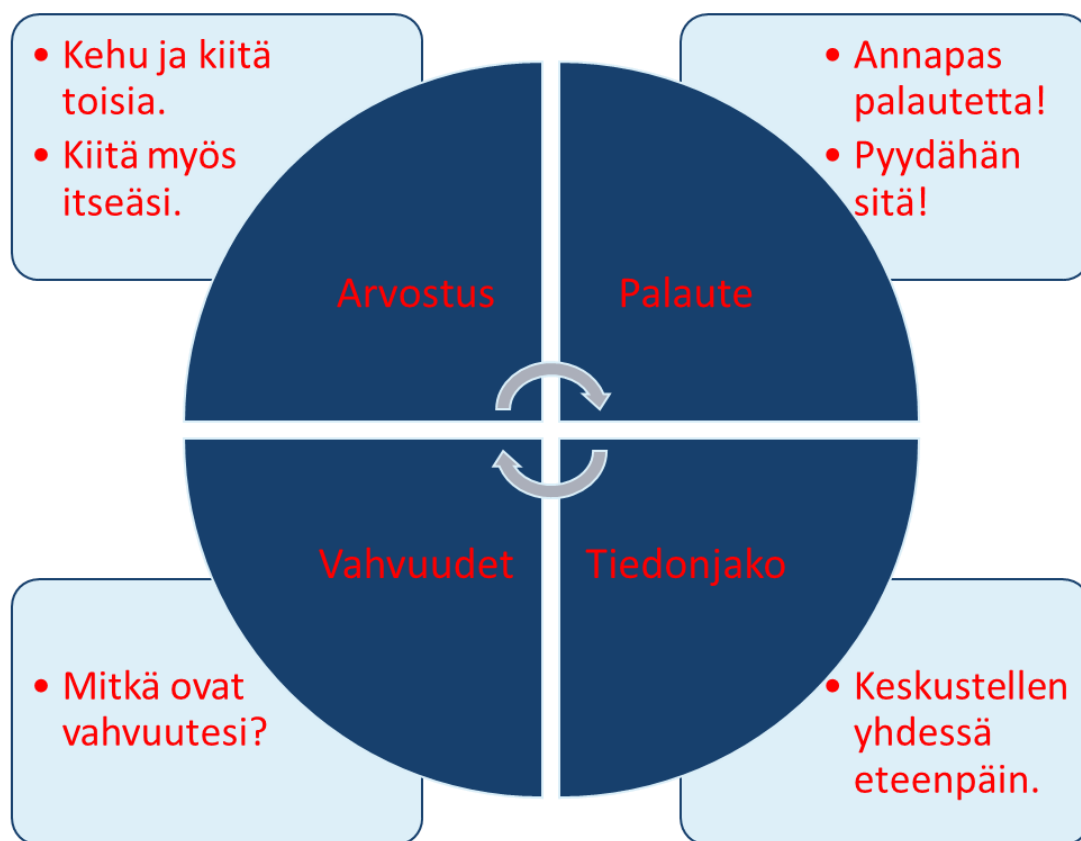 • Kehu ja kiitä
toisia.
• Kiitä myös
itseäsi.
• Annapas
palautetta!
• Pyydähän
sitä!
Arvostus
Palaute
Vahvuudet
Tiedonjako
• Mitkä ovat
vahvuutesi?
• Keskustellen
yhdessä
eteenpäin.